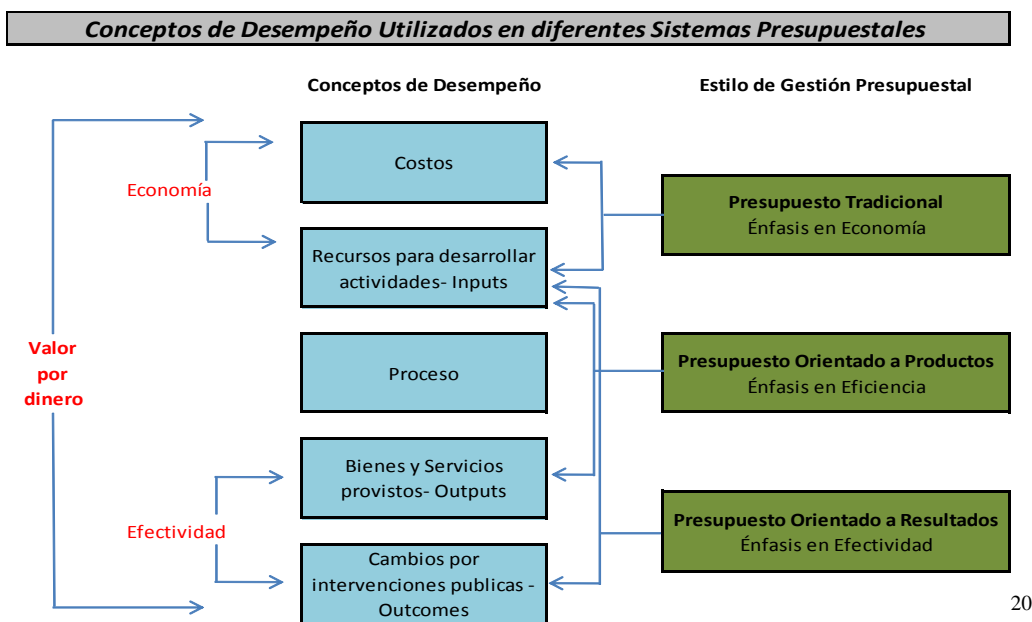 Conceptos de Desempeño Utilizados en diferentes Sistemas Presupuestales
Conceptos de Desempeño
Estilo de Gestión Presupuestal
Costos
Economía
Presupuesto Tradicional
Énfasis en Economía
Recursos para desarrollar
actividades- Inputs
Valor
por
dinero
Proceso
Presupuesto Orientado a Productos
Énfasis en Eficiencia
Bienes y Servicios
provistos- Outputs
Efectividad
Presupuesto Orientado a Resultados
Énfasis en Efectividad
Cambios por
intervenciones publicas -
Outcomes
20